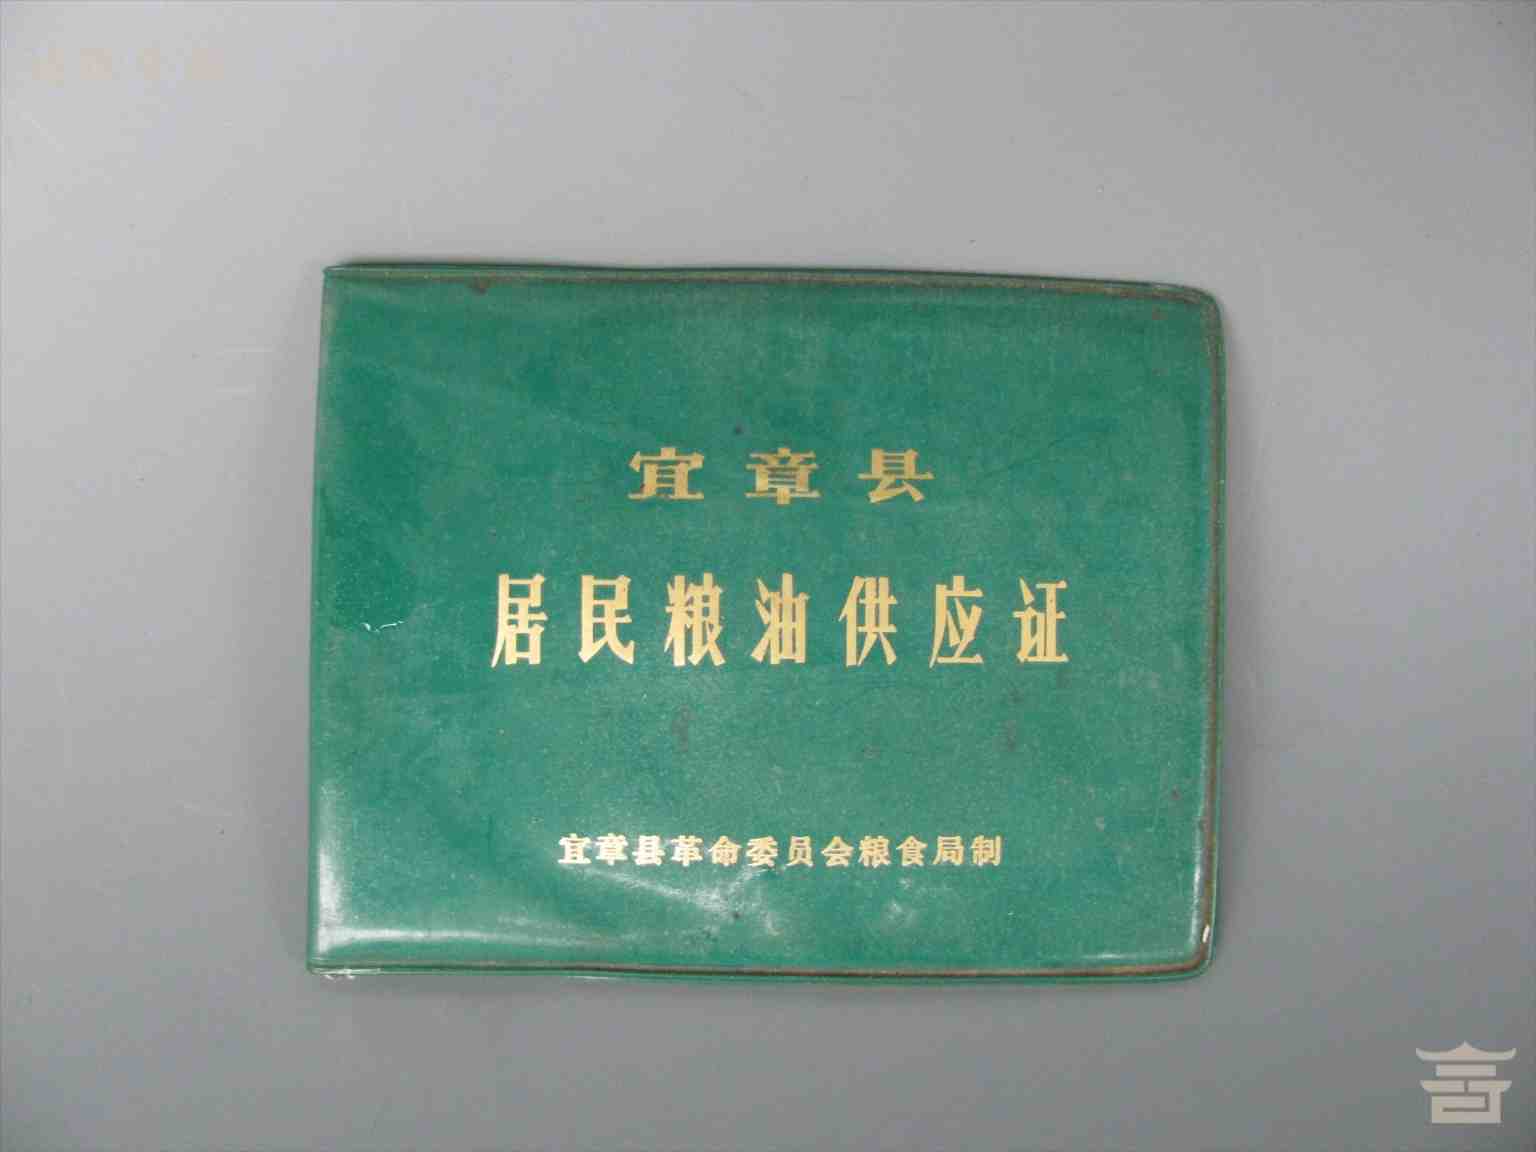 宜章县
居民粮油供应证
宜章县革命委员会粮食局制